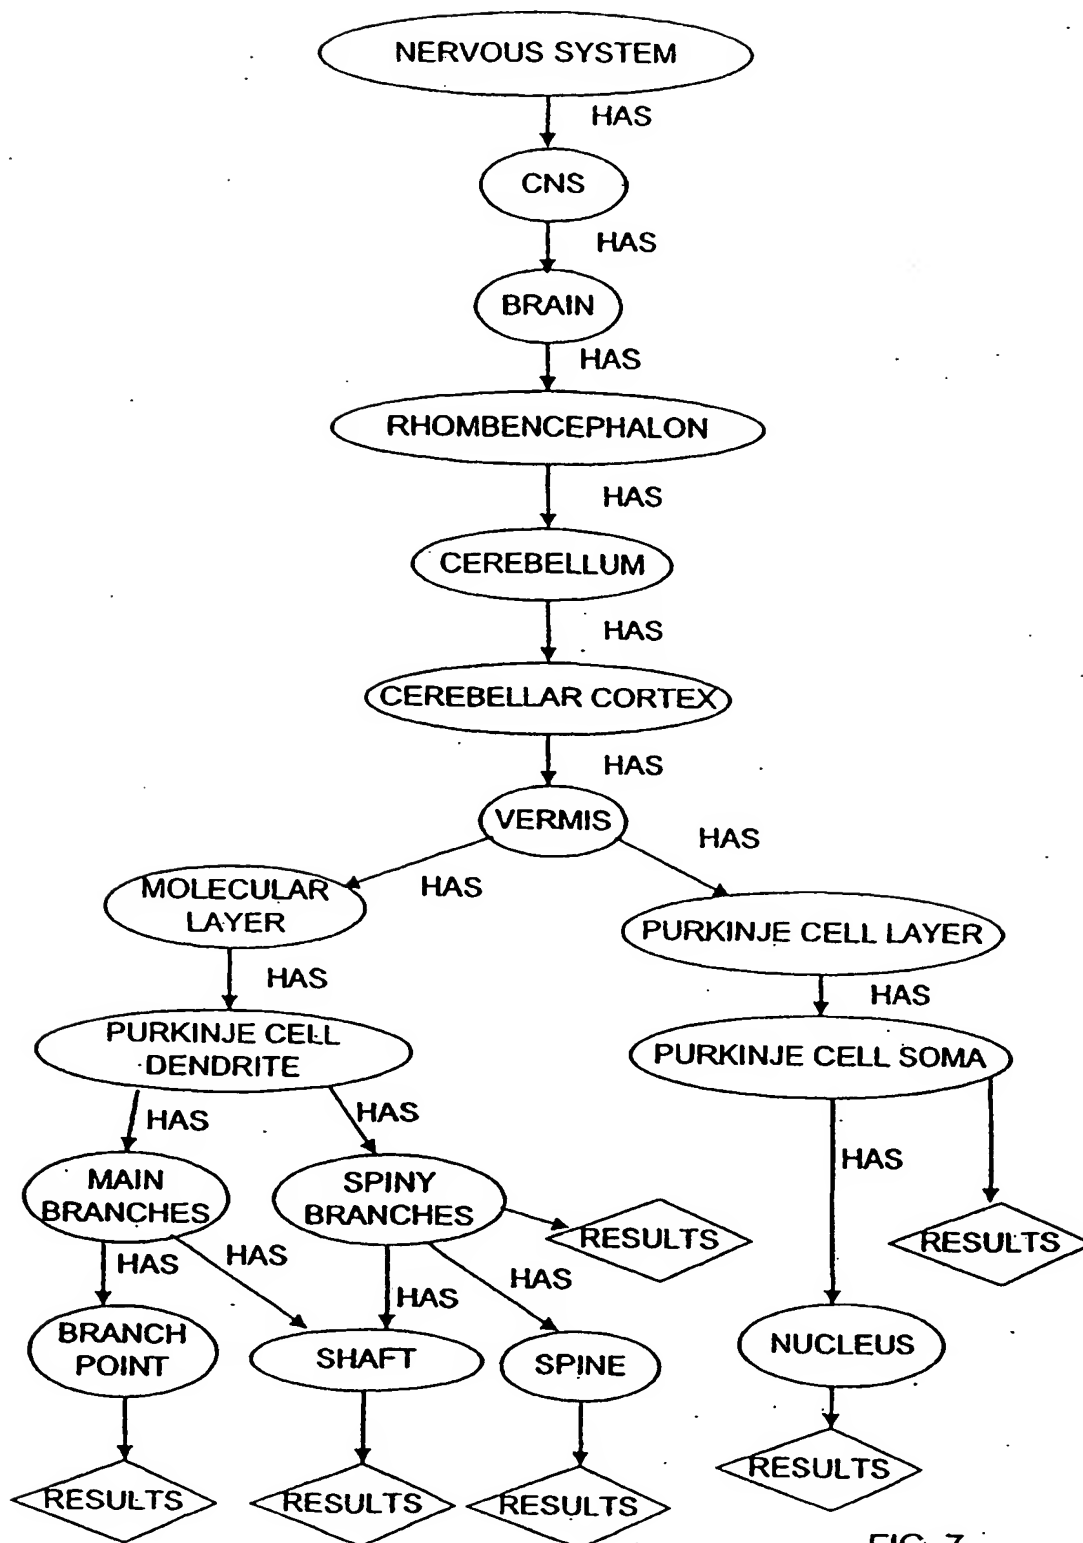 NERVOUS SYSTEM
HAS
CNS
HAS
BRAIN
HAS
RHOMBENCEPHALON
HAS
CEREBELLUM
HAS
CEREBELLAR CORTEX
HAS
VERMIS
HAS
HAS
MOLECULAR
LAYER
PURKINJE CELL LAYER
HAS
HAS
PURKINJE CELL
DENDRITE
PURKINJE CELL SOMA
HAS
HAS
HAS
MAIN
BRANCHES
SPINY
BRANCHES
RESULTS
RESULTS
HAS
HAS
HAS
HAS
BRANCH
POINT
SHAFT
SPINE
NUCLEUS
RESULTS
RESULTS
RESULTS
RESULTS
FIG. 7